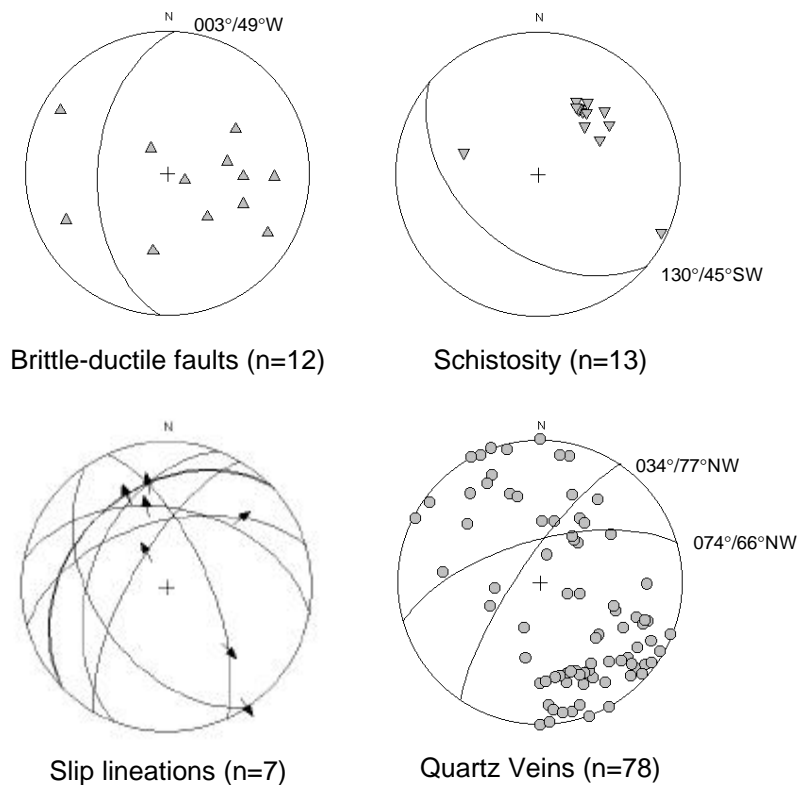 N
003°/49°W
N
130°/45°SW
Brittle-ductile faults (n=12)
Schistosity (n=13)
N
N
034°/77°NW
074°/66°NW
Slip lineations (n=7)
Quartz Veins (n=78)